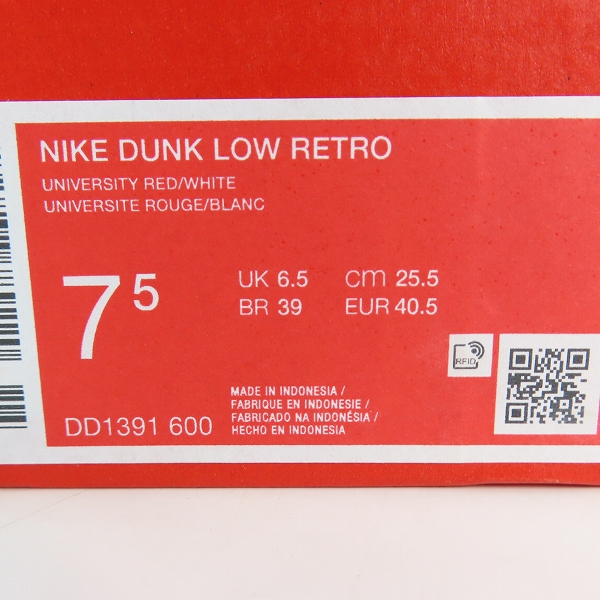 NIKE DUNK LOW RETRO
UNIVERSITY RED/WHITE
UNIVERSITE ROUGE/BLANC
7 5
UK 6.5 cm 25.5
BR 39 EUR 40.5
RFID
MADE IN INDONESIA /
FABRIQUE EN INDONESIE /
FABRICADO NA INDONÉSIA /
HECHO EN INDONESIA
DD1391 600